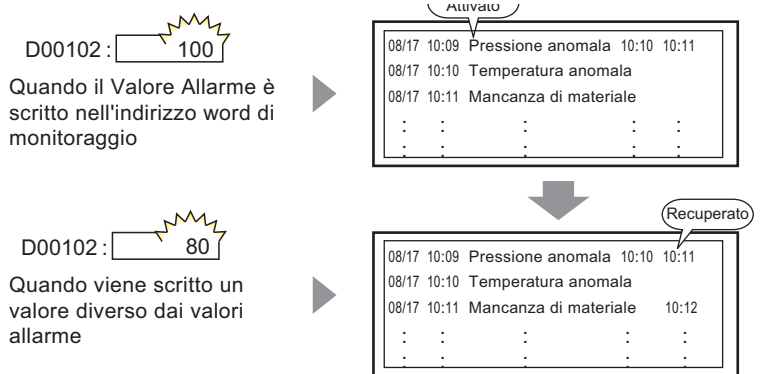 Attivato
D00102 : 100
Quando il Valore Allarme è
scritto nell'indirizzo word di
monitoraggio
08/17 10:09 Pressione anomala 10:10 10:11
08/17 10:10 Temperatura anomala
08/17 10:11 Mancanza di materiale
: : : : :
: : : : :
Recuperato
D00102 : 80
Quando viene scritto un
valore diverso dai valori
allarme
08/17 10:09 Pressione anomala 10:10 10:11
08/17 10:10 Temperatura anomala
08/17 10:11 Mancanza di materiale 10:12
: : : : :
: : : : :